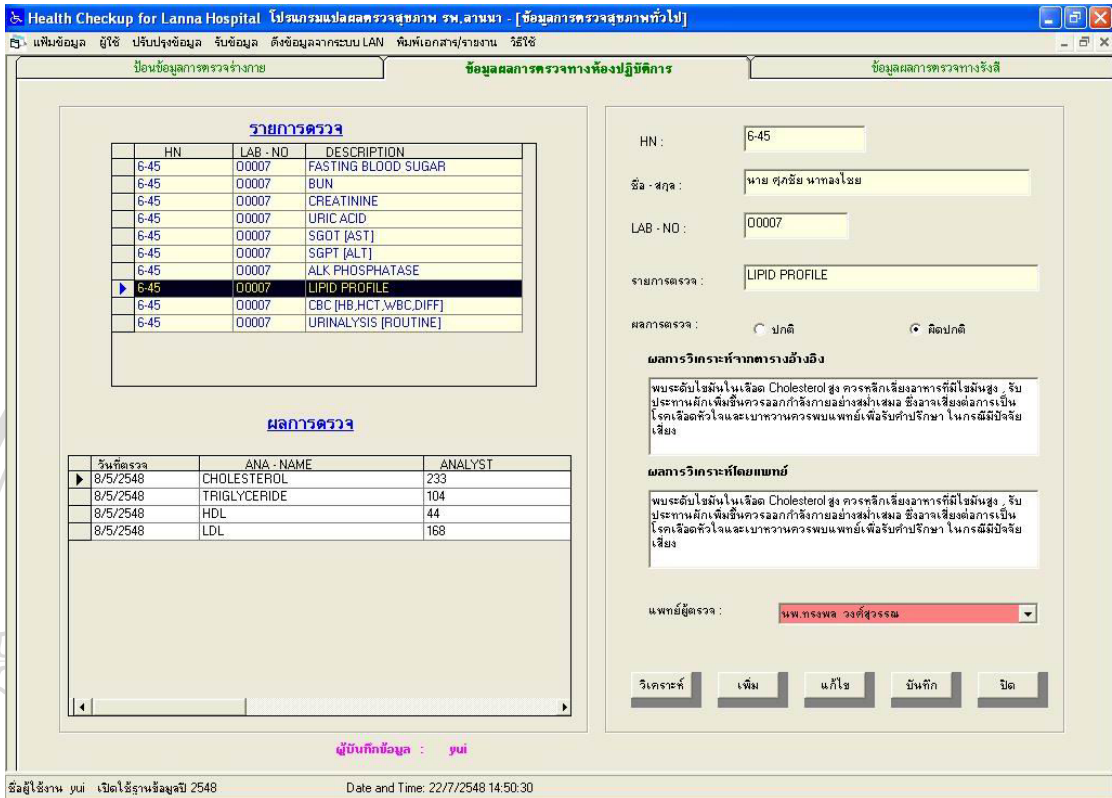 Health Checkup for Lanna Hospital โปรแกรมแปลผลตรวจสุขภาพ รพ.ลานนา - [ข้อมูลการตรวจสุขภาพทั่วไป]
แฟ้มข้อมูล ผู้ใช้ ปรับปรุงข้อมูล รับข้อมูล ดึงข้อมูลจากระบบ LAN พิมพ์เอกสาร/รายงาน วิธีใช้
ป้อนข้อมูลการตรวจร่างกาย ข้อมูลผลการตรวจทางห้องปฏิบัติการ ข้อมูลผลการตรวจทางรังสี
รายการตรวจ
HN LAB - NO DESCRIPTION
6-45 O0007 FASTING BLOOD SUGAR
6-45 O0007 BUN
6-45 O0007 CREATININE
6-45 O0007 URIC ACID
6-45 O0007 SGOT [AST]
6-45 O0007 SGPT [ALT]
6-45 O0007 ALK PHOSPHATASE
6-45 O0007 LIPID PROFILE
6-45 O0007 CBC [HB,HCT,WBC,DIFF]
6-45 O0007 URINALYSIS [ROUTINE]
ผลการตรวจ
วันที่ตรวจ ANA - NAME ANALYST
8/5/2548 CHOLESTEROL 233
8/5/2548 TRIGLYCERIDE 104
8/5/2548 HDL 44
8/5/2548 LDL 168
ผู้บันทึกข้อมูล : yui
HN : 6-45
ชื่อ - สกุล : นาย ศุภชัย
LAB - NO : O0007
รายการตรวจ : LIPID PROFILE
ผลการตรวจ : ปกติ ผิดปกติ
ผลการวิเคราะห์จากตารางอ้างอิง
พบระดับไขมันในเลือด Cholesterol สูง ควรหลีกเลี่ยงอาหารที่มีไขมันสูง , รับ
ประทานผักเพิ่มขึ้นควรออกกำลังกายอย่างสม่ำเสมอ ซึ่งอาจเสี่ยงต่อการเป็น
โรคเลือดหัวใจและเบาหวานควรพบแพทย์เพื่อรับคำปรึกษา ในกรณีมีปัจจัย
เสี่ยง
ผลการวิเคราะห์โดยแพทย์
พบระดับไขมันในเลือด Cholesterol สูง ควรหลีกเลี่ยงอาหารที่มีไขมันสูง , รับ
ประทานผักเพิ่มขึ้นควรออกกำลังกายอย่างสม่ำเสมอ ซึ่งอาจเสี่ยงต่อการเป็น
โรคเลือดหัวใจและเบาหวานควรพบแพทย์เพื่อรับคำปรึกษา ในกรณีมีปัจจัย
เสี่ยง
แพทย์ผู้ตรวจ : นพ.ทรงพล วงศ์สุวรรณ
วิเคราะห์ เพิ่ม แก้ไข บันทึก ปิด
ชื่อผู้ใช้งาน yui เปิดใช้ฐานข้อมูลปี 2548 Date and Time: 22/7/2548 14:50:30